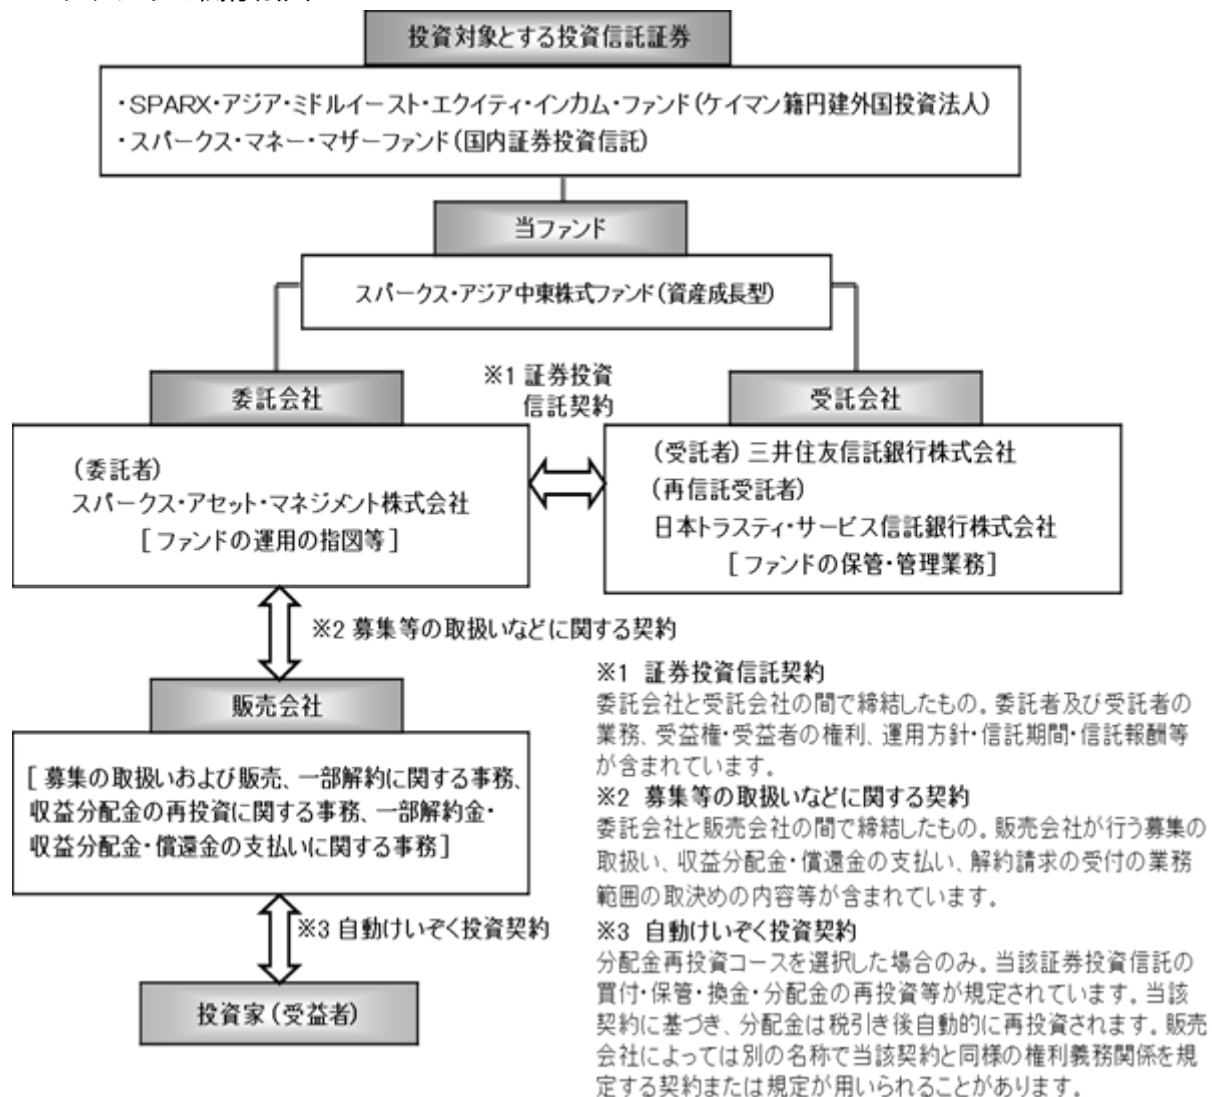 投資対象とする投資信託証券
・SPARX・アジア・ミドルイースト・エクイティ・インカム・ファンド(ケイマン籍円建外国投資法人)
・スパークス・マネー・マザーファンド(国内証券投資信託)
当ファンド
スパークス・アジア中東株式ファンド(資産成長型)
※1 証券投資
信託契約
委託会社
(委託者)
スパークス・アセット・マネジメント株式会社
[ファンドの運用の指図等]
受託会社
(受託者) 三井住友信託銀行株式会社
(再信託受託者)
日本トラスティ・サービス信託銀行株式会社
[ファンドの保管・管理業務]
※2 募集等の取扱いなどに関する契約
販売会社
[ 募集の取扱いおよび販売、一部解約に関する事務、
収益分配金の再投資に関する事務、一部解約金・
収益分配金・償還金の支払いに関する事務]
※3 自動けいぞく投資契約
投資家(受益者)
※1 証券投資信託契約
委託会社と受託会社の間で締結したもの。委託者及び受託者の
業務、受益権・受益者の権利、運用方針・信託期間・信託報酬等
が含まれています。
※2 募集等の取扱いなどに関する契約
委託会社と販売会社の間で締結したもの。販売会社が行う募集の
取扱い、収益分配金・償還金の支払い、解約請求の受付の業務
範囲の取決めの内容等が含まれています。
※3 自動けいぞく投資契約
分配金再投資コースを選択した場合のみ。当該証券投資信託の
買付・保管・換金・分配金の再投資等が規定されています。当該
契約に基づき、分配金は税引き後自動的に再投資されます。販売
会社によっては別の名称で当該契約と同様の権利義務関係を規
定する契約または規定が用いられることがあります。